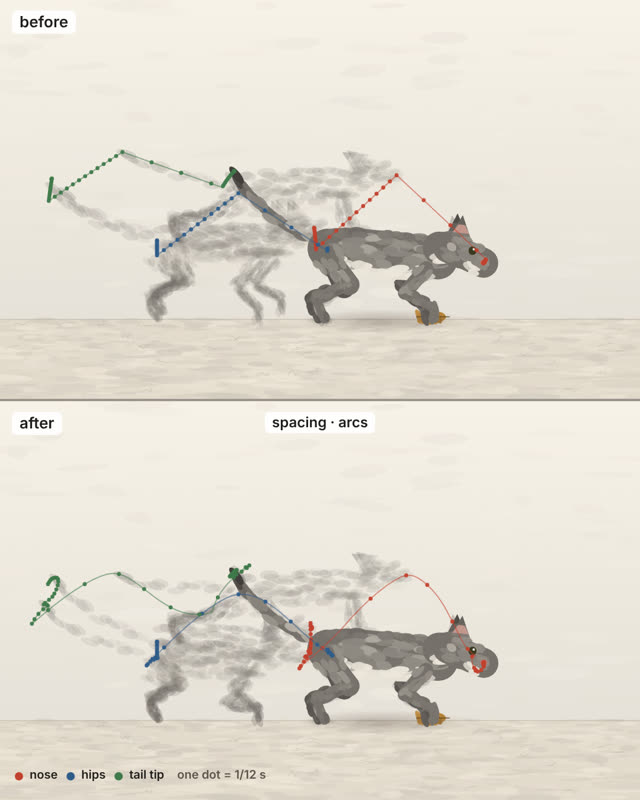 before
after
spacing · arcs
nose hips tail tip one dot = 1/12 s